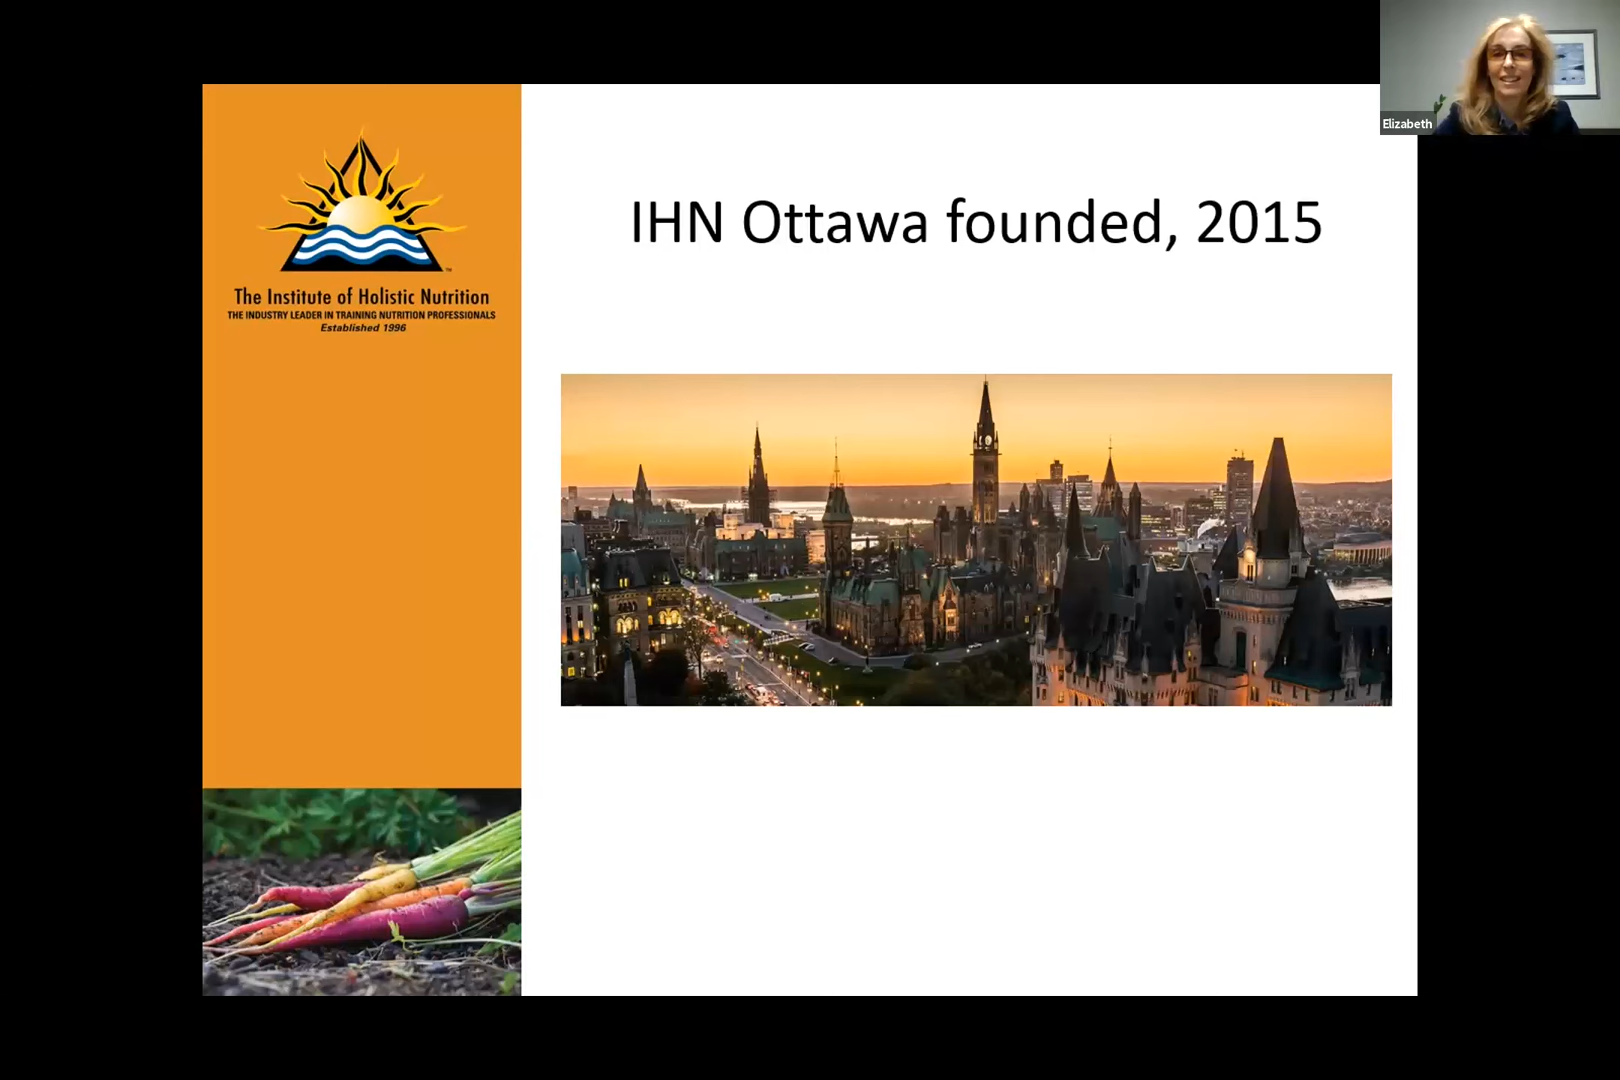 Elizabeth
IHN Ottawa founded, 2015
The Institute of Holistic Nutrition
THE INDUSTRY LEADER IN TRAINING NUTRITION PROFESSIONALS
Established 1996